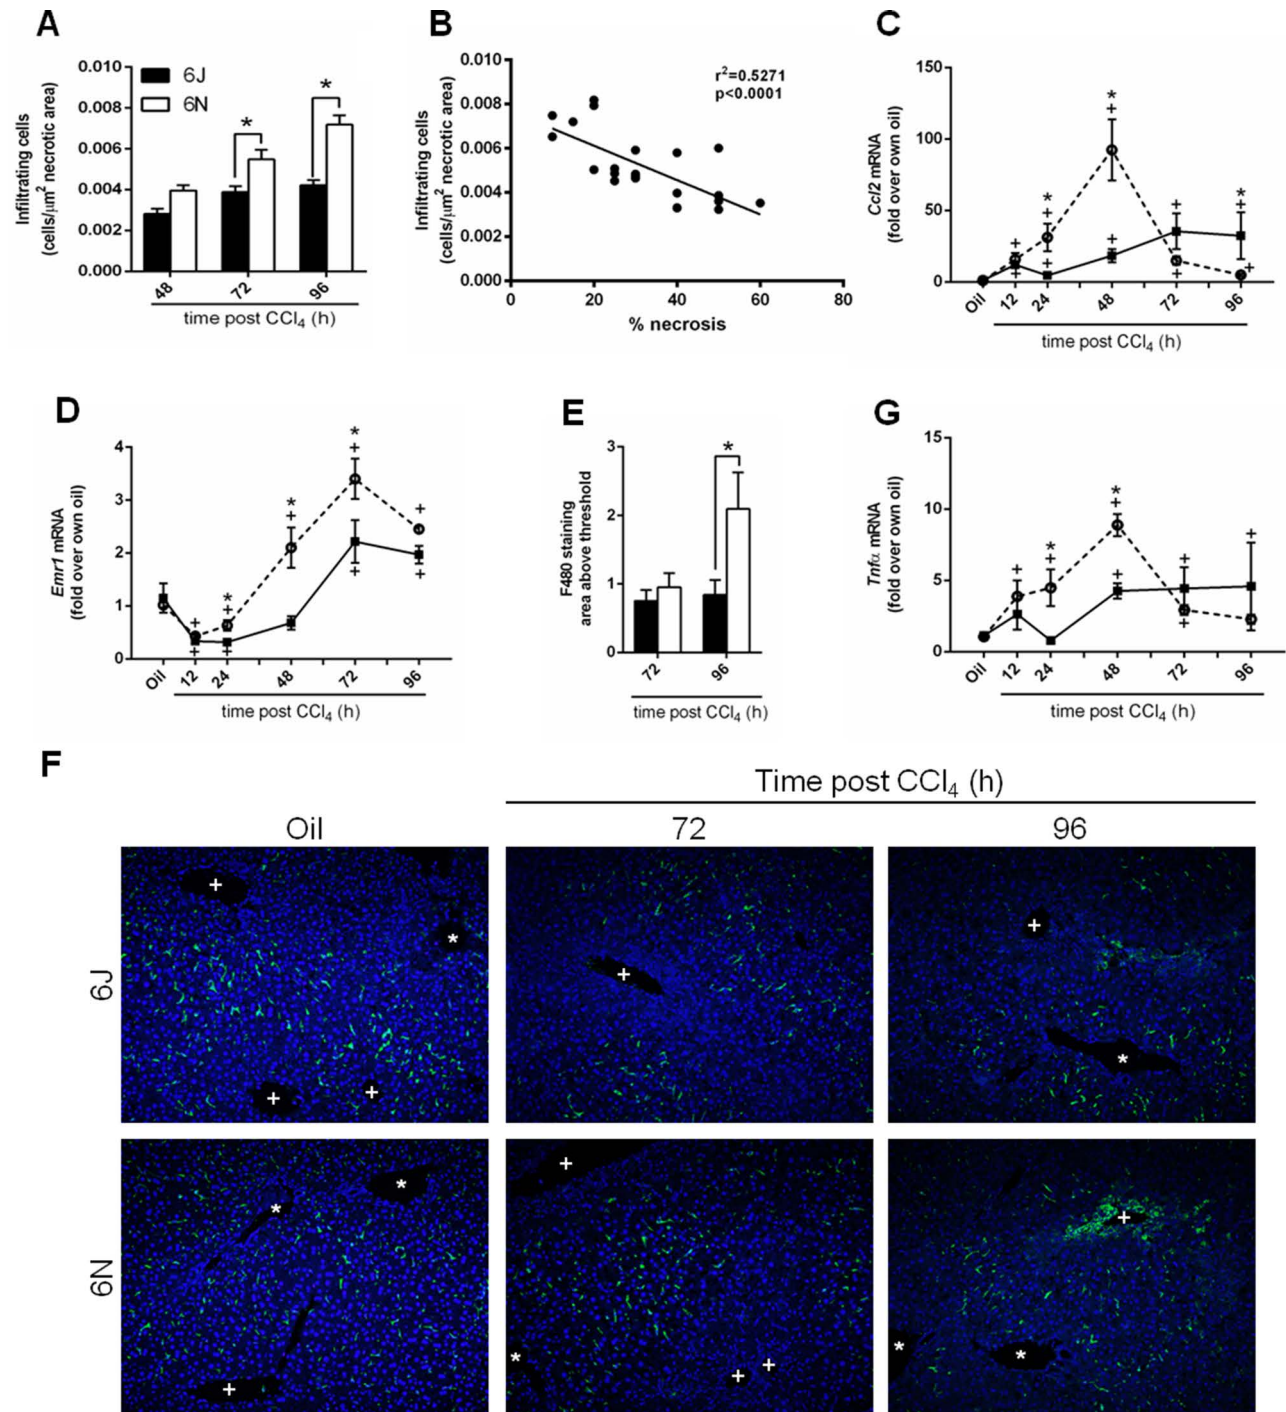 A
Infiltrating cells
(cells/μm² necrotic area)
0.010
0.008
0.006
0.004
0.002
0.000
6J
6N
*
*
48
72
96
time post CCl₄ (h)
B
Infiltrating cells
(cells/μm² necrotic area)
0.010
0.008
0.006
0.004
0.002
0.000
r²=0.5271
p<0.0001
0
20
40
60
80
% necrosis
C
Ccl2 mRNA
(fold over own oil)
150
100
50
0
Oil
12
24
48
72
96
time post CCl₄ (h)
D
Emr1 mRNA
(fold over own oil)
4
3
2
1
0
Oil
12
24
48
72
96
time post CCl₄ (h)
E
F480 staining
area above threshold
3
2
1
0
*
72
96
time post CCl₄ (h)
G
Tnfα mRNA
(fold over own oil)
15
10
5
0
Oil
12
24
48
72
96
time post CCl₄ (h)
F
Time post CCl₄ (h)
Oil
72
96
6J
6N